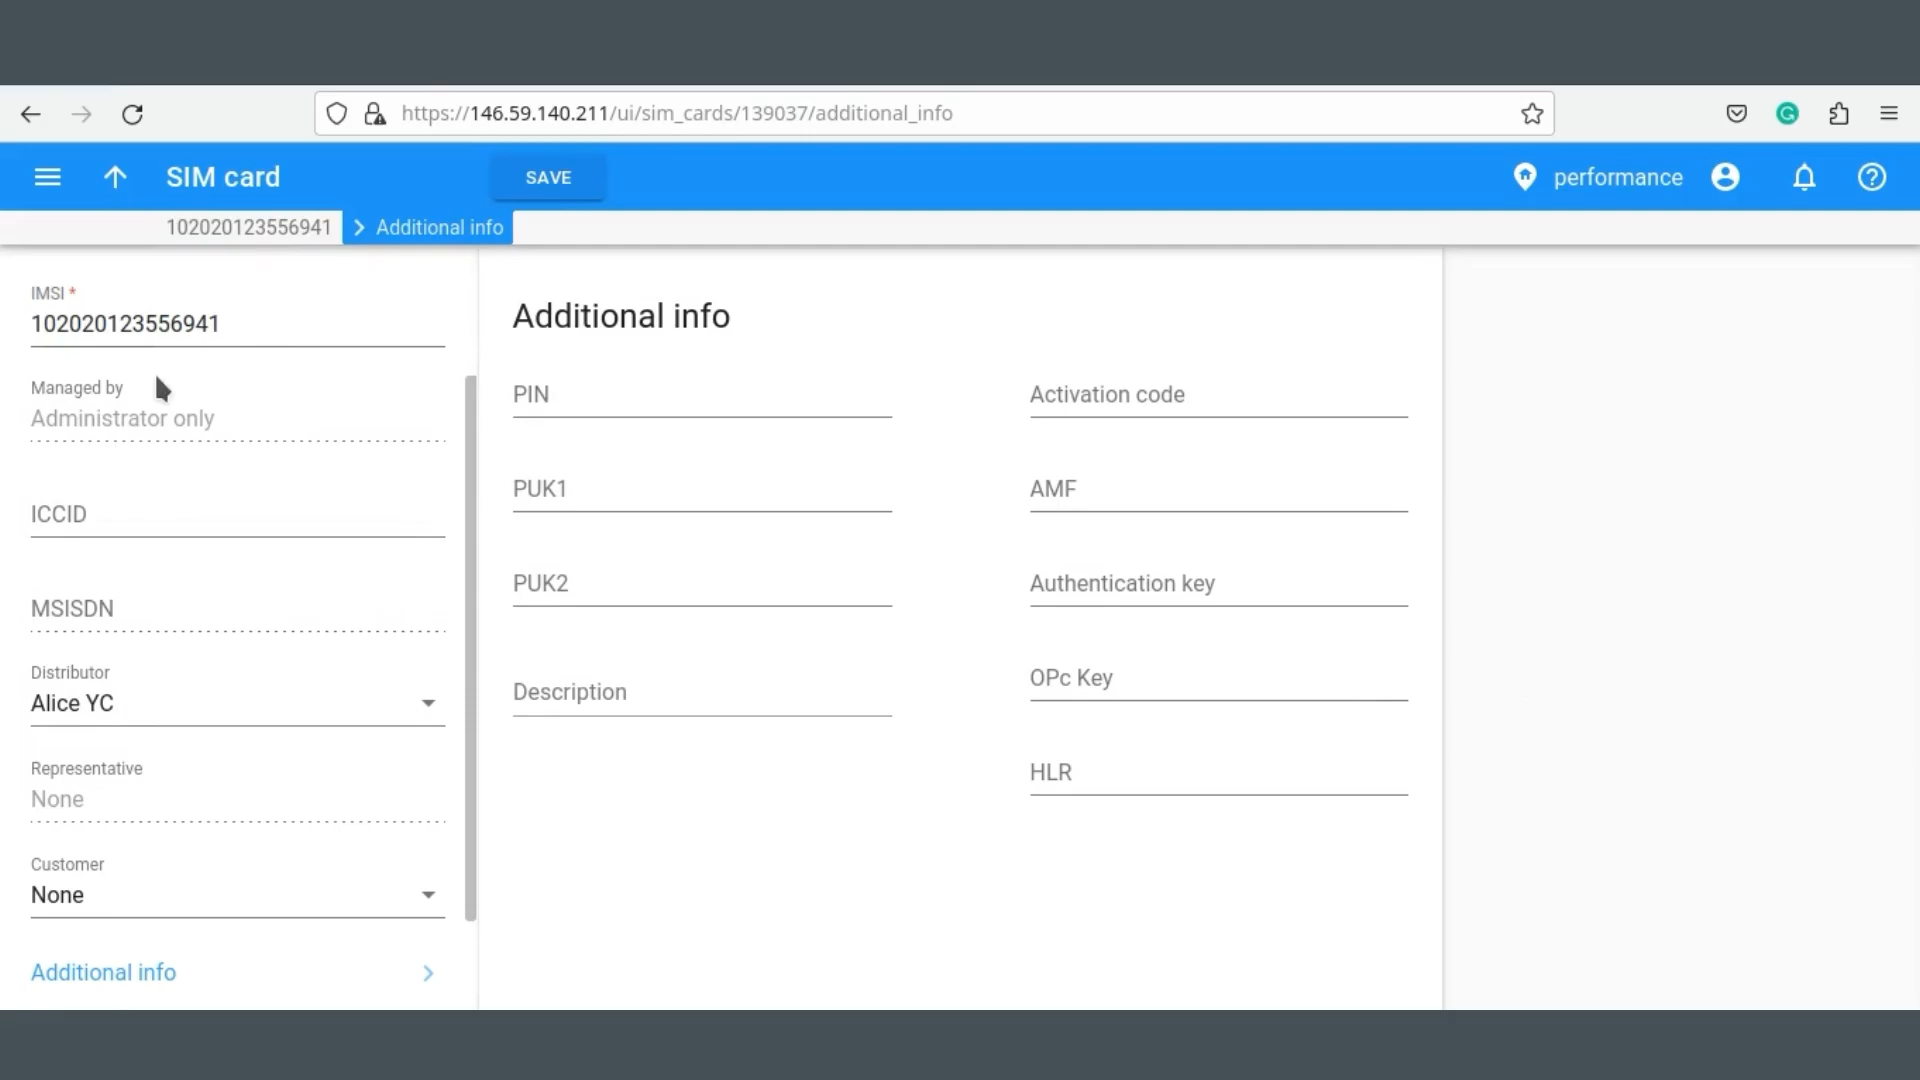 https://146.59.140.211/ui/sim_cards/139037/additional_info
SIM card
SAVE
performance
102020123556941
Additional info
IMSI *
102020123556941
Managed by
Administrator only
ICCID
MSISDN
Distributor
Alice YC
Representative
None
Customer
None
Additional info
Additional info
PIN
Activation code
PUK1
AMF
PUK2
Authentication key
Description
OPc Key
HLR